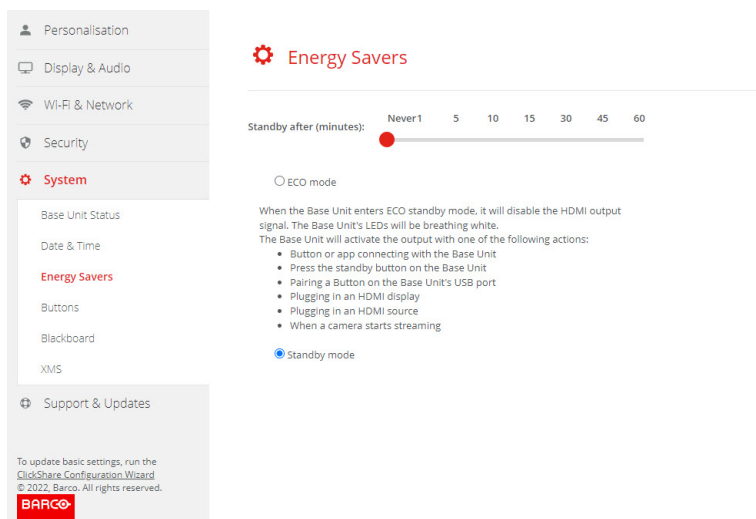 Personalisation
Display & Audio
Wi-Fi & Network
Security
System
Base Unit Status
Date & Time
Energy Savers
Buttons
Blackboard
XMS
Support & Updates
To update basic settings, run the
ClickShare Configuration Wizard
© 2022, Barco. All rights reserved.
BARCO
Energy Savers
Standby after (minutes): Never 1 5 10 15 30 45 60
ECO mode
When the Base Unit enters ECO standby mode, it will disable the HDMI output
signal. The Base Unit's LEDs will be breathing white.
The Base Unit will activate the output with one of the following actions:
• Button or app connecting with the Base Unit
• Press the standby button on the Base Unit
• Pairing a Button on the Base Unit's USB port
• Plugging in an HDMI display
• Plugging in an HDMI source
• When a camera starts streaming
Standby mode